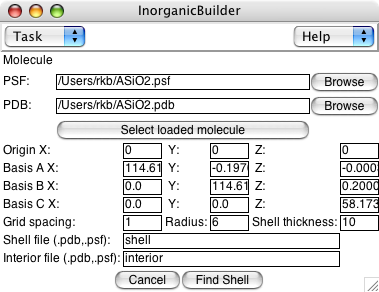 InorganicBuilder
Task Help
Molecule
PSF: /Users/rkb/ASiO2.psf Browse
PDB: /Users/rkb/ASiO2.pdb Browse
Select loaded molecule
Origin X: 0 Y: 0 Z: 0
Basis A X: 114.61 Y: -0.197 Z: -0.000
Basis B X: 0.0 Y: 114.61 Z: 0.2000
Basis C X: 0.0 Y: 0.0 Z: 58.173
Grid spacing: 1 Radius: 6 Shell thickness: 10
Shell file (.pdb,.psf): shell
Interior file (.pdb,.psf): interior
Cancel Find Shell